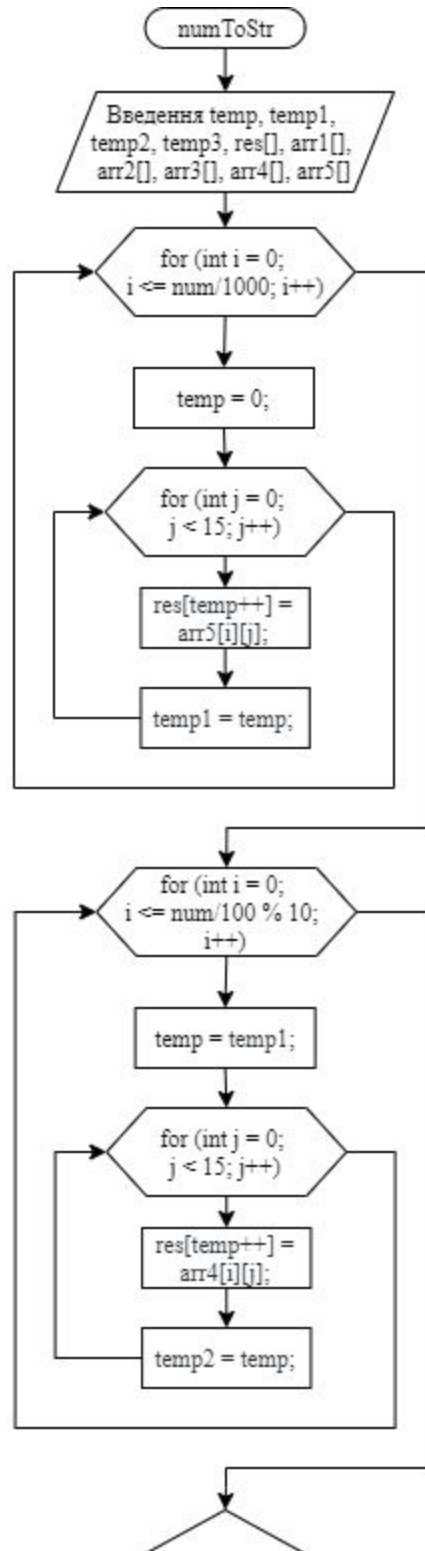 numToStr
Введення temp, temp1,
temp2, temp3, res[], arr1[],
arr2[], arr3[], arr4[], arr5[]
for (int i = 0;
i <= num/1000; i++)
temp = 0;
for (int j = 0;
j < 15; j++)
res[temp++] =
arr5[i][j];
temp1 = temp;
for (int i = 0;
i <= num/100 % 10;
i++)
temp = temp1;
for (int j = 0;
j < 15; j++)
res[temp++] =
arr4[i][j];
temp2 = temp;